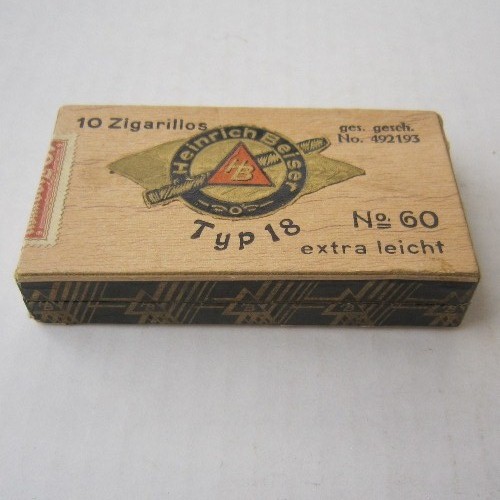 10 Zigarillos
ges. gesch.
No. 492193
Heinrich Beiser
HB
Typ 18
No 60
extra leicht